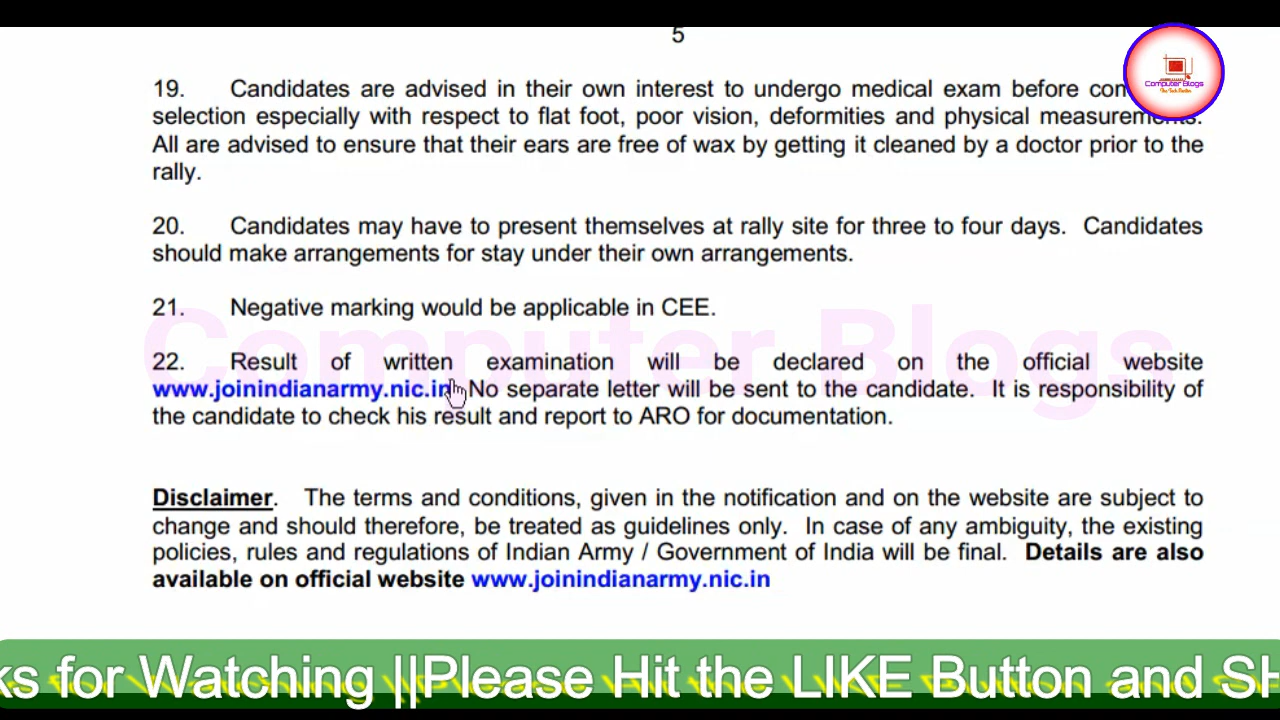 5
19. Candidates are advised in their own interest to undergo medical exam before
selection especially with respect to flat foot, poor vision, deformities and physical measurements.
All are advised to ensure that their ears are free of wax by getting it cleaned by a doctor prior to the
rally.
20. Candidates may have to present themselves at rally site for three to four days. Candidates
should make arrangements for stay under their own arrangements.
21. Negative marking would be applicable in CEE.
22. Result of written examination will be declared on the official website
www.joinindianarmy.nic.in No separate letter will be sent to the candidate. It is responsibility of
the candidate to check his result and report to ARO for documentation.
Disclaimer. The terms and conditions, given in the notification and on the website are subject to
change and should therefore, be treated as guidelines only. In case of any ambiguity, the existing
policies, rules and regulations of Indian Army / Government of India will be final. Details are also
available on official website www.joinindianarmy.nic.in
Computer Blogs
Computer Blogs
for Watching ||Please Hit the LIKE Button and